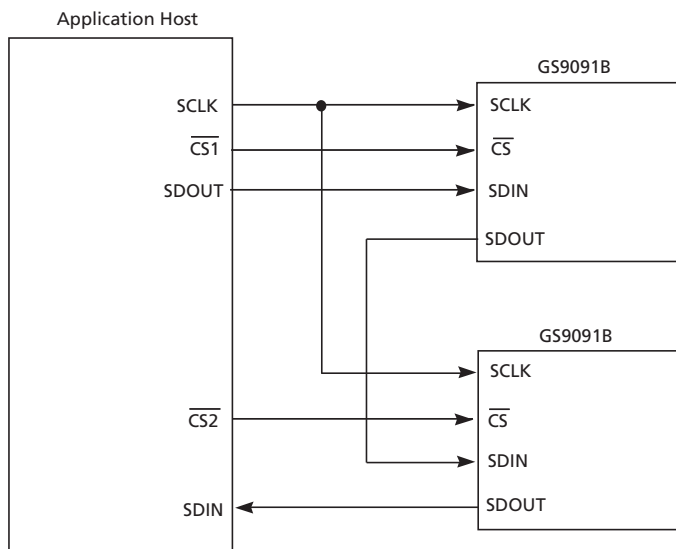 Application Host
GS9091B
SCLK
SCLK
CS1
CS
SDOUT
SDIN
SDOUT
GS9091B
SCLK
CS2
CS
SDIN
SDIN
SDOUT